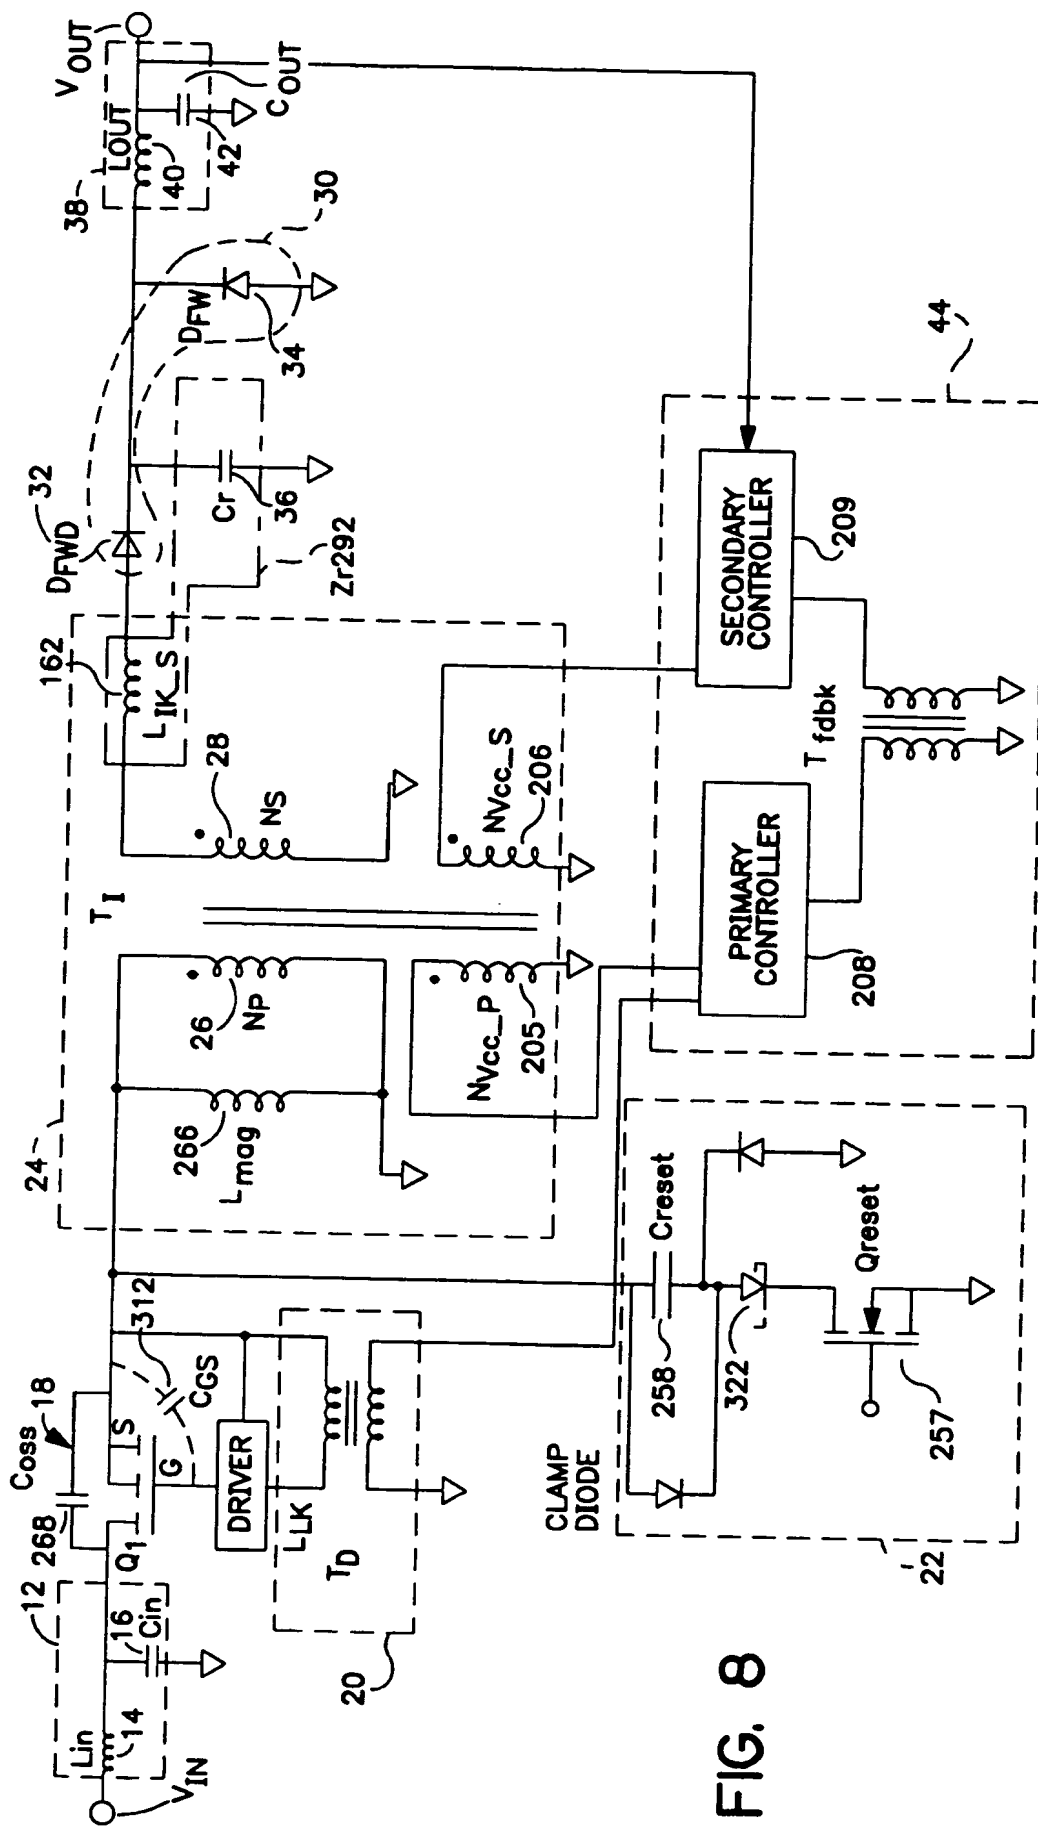 VIN
Lin
14
12
16
Cin
268
Coss
18
Q1
S
G
312
CGS
DRIVER
LLK
TD
20
24
266
Lmag
26
NP
TI
28
NS
162
LIK_S
NVcc_P
205
NVcc_S
206
DFWD
32
Cr
36
Zr292
DFW
34
30
38
LOUT
40
42
COUT
VOUT
CLAMP
DIODE
258
Creset
322
Qreset
257
22
PRIMARY
CONTROLLER
208
Tfdbk
SECONDARY
CONTROLLER
209
44
FIG. 8